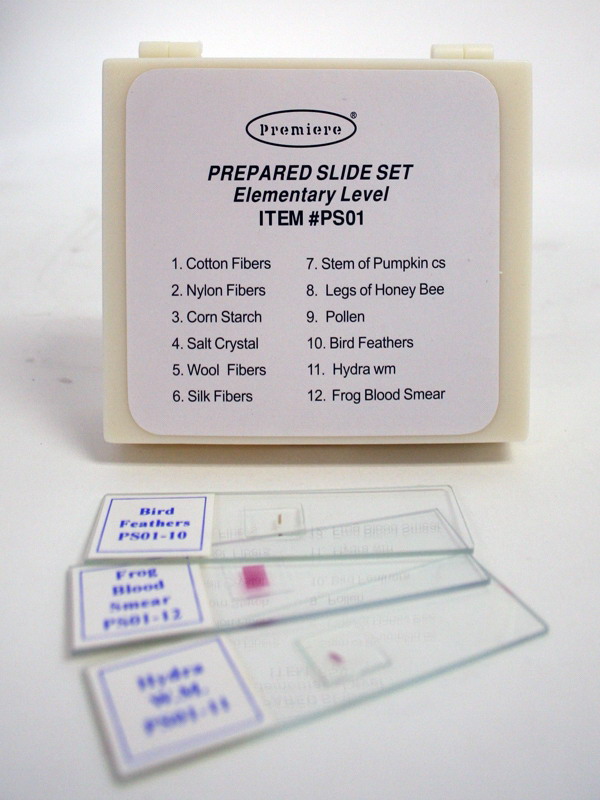 Premiere®
PREPARED SLIDE SET
Elementary Level
ITEM #PS01
1. Cotton Fibers
2. Nylon Fibers
3. Corn Starch
4. Salt Crystal
5. Wool Fibers
6. Silk Fibers
7. Stem of Pumpkin cs
8. Legs of Honey Bee
9. Pollen
10. Bird Feathers
11. Hydra wm
12. Frog Blood Smear
Bird
Feathers
PS01-10
Frog
Blood
Smear
PS01-12
Hydra
W.M.
PS01-11